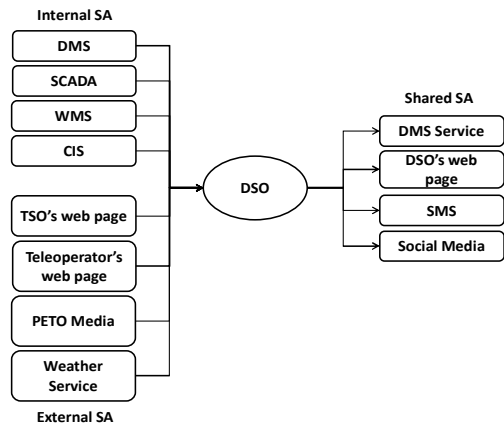 Internal SA
DMS
SCADA
WMS
CIS
TSO's web page
Teleoperator's
web page
PETO Media
Weather
Service
External SA
DSO
Shared SA
DMS Service
DSO's web
page
SMS
Social Media